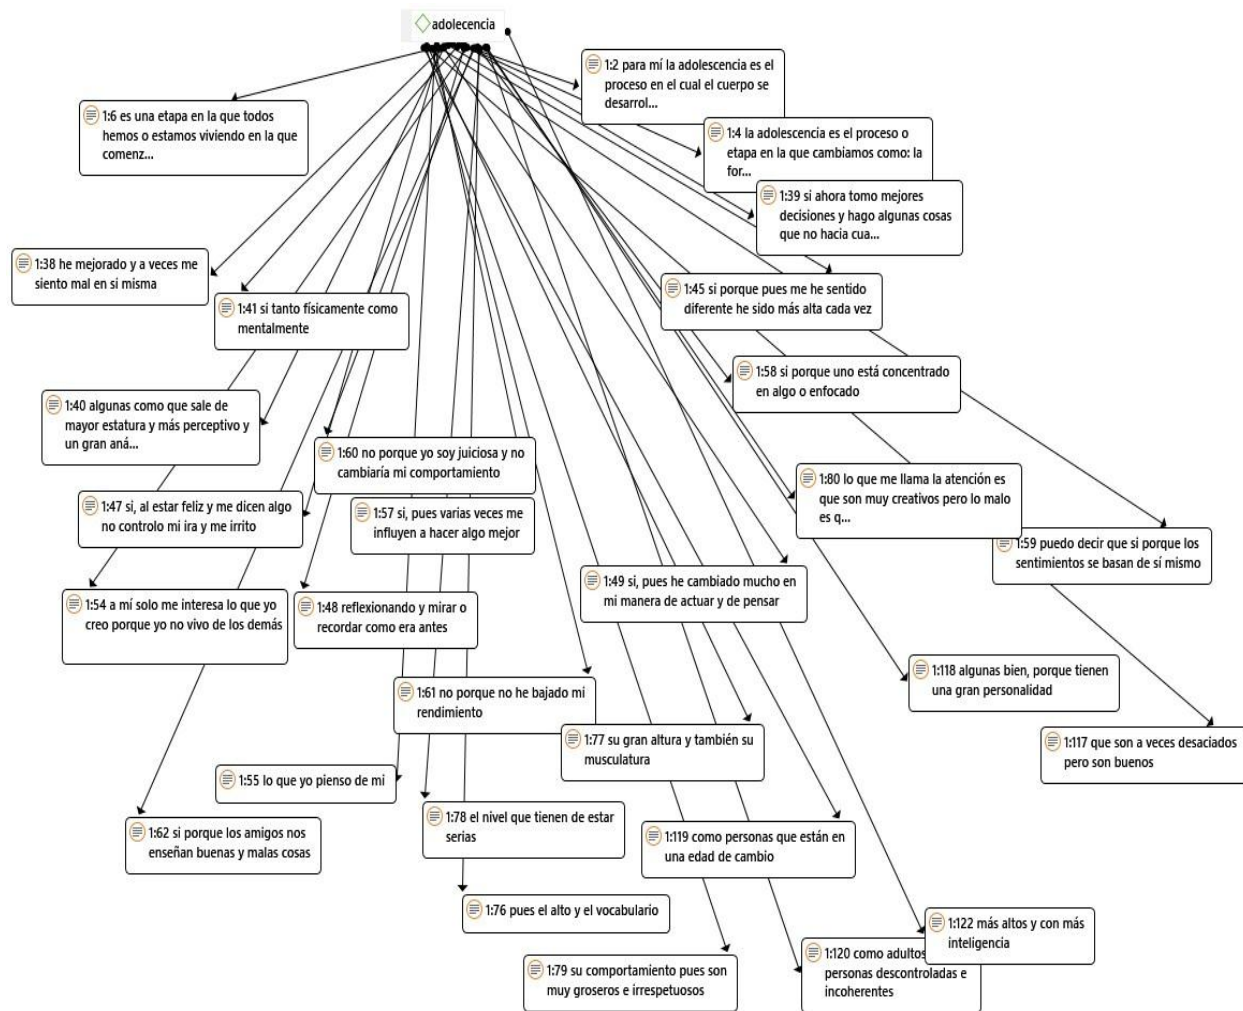 adolecencia
1:2 para mí la adolescencia es el
proceso en el cual el cuerpo se
desarrol...
1:6 es una etapa en la que todos
hemos o estamos viviendo en la que
comenz...
1:4 la adolescencia es el proceso o
etapa en la que cambiamos como: la
for...
1:39 si ahora tomo mejores
decisiones y hago algunas cosas
que no hacia cua...
1:38 he mejorado y a veces me
siento mal en si misma
1:41 si tanto físicamente como
mentalmente
1:45 si porque pues me he sentido
diferente he sido más alta cada vez
1:58 si porque uno está concentrado
en algo o enfocado
1:40 algunas como que sale de
mayor estatura y más perceptivo y
un gran aná...
1:60 no porque yo soy juiciosa y no
cambiaría mi comportamiento
1:80 lo que me llama la atención es
que son muy creativos pero lo malo
es q...
1:47 si, al estar feliz y me dicen algo
no controlo mi ira y me irrito
1:57 si, pues varias veces me
influyen a hacer algo mejor
1:59 puedo decir que si porque los
sentimientos se basan de sí mismo
1:49 si, pues he cambiado mucho en
mi manera de actuar y de pensar
1:54 a mí solo me interesa lo que yo
creo porque yo no vivo de los demás
1:48 reflexionando y mirar o
recordar como era antes
1:118 algunas bien, porque tienen
una gran personalidad
1:61 no porque no he bajado mi
rendimiento
1:77 su gran altura y también su
musculatura
1:117 que son a veces desaciados
pero son buenos
1:55 lo que yo pienso de mi
1:78 el nivel que tienen de estar
serias
1:62 si porque los amigos nos
enseñan buenas y malas cosas
1:119 como personas que están en
una edad de cambio
1:76 pues el alto y el vocabulario
1:122 más altos y con más
inteligencia
1:120 como adultos
personas descontroladas e
incoherentes
1:79 su comportamiento pues son
muy groseros e irrespetuosos